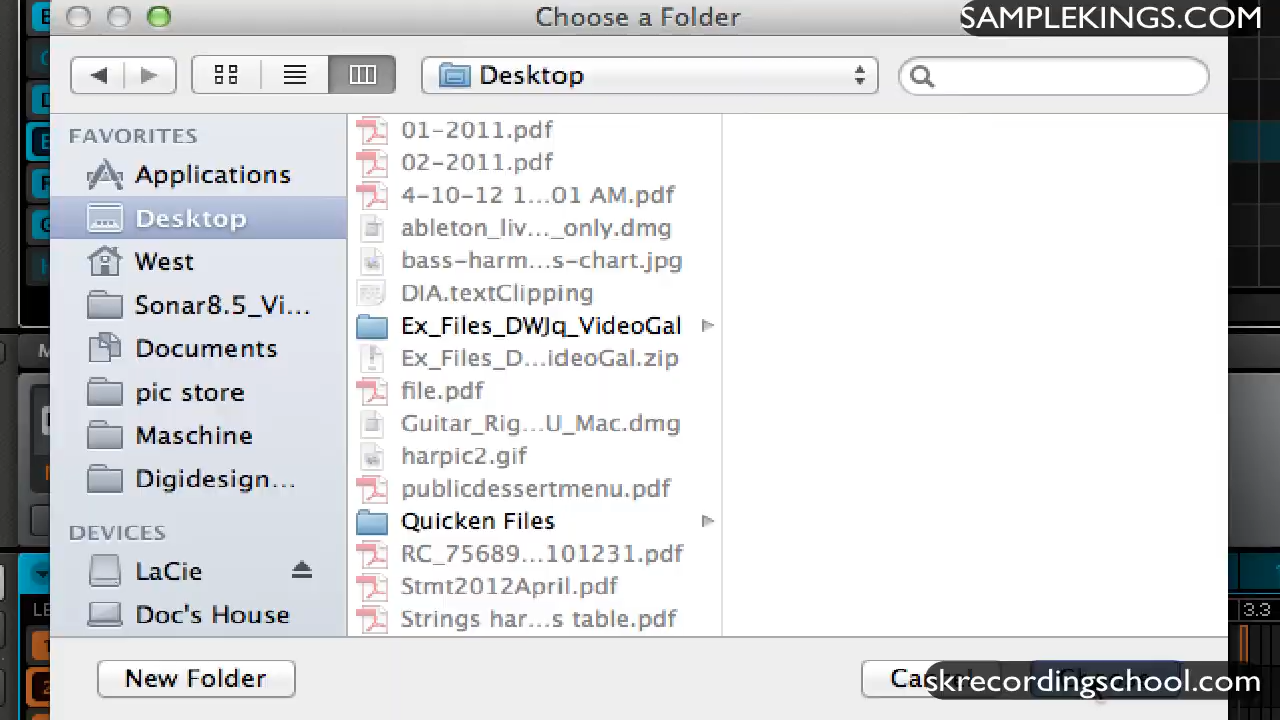 Choose a Folder
SAMPLEKINGS.COM
Desktop
FAVORITES
Applications
Desktop
West
Sonar8.5_Vi...
Documents
pic store
Maschine
Digidesign...
DEVICES
LaCie
Doc's House
01-2011.pdf
02-2011.pdf
4-10-12 1...01 AM.pdf
ableton_liv..._only.dmg
bass-harm...s-chart.jpg
DIA.textClipping
Ex_Files_DWJq_VideoGal
Ex_Files_D...ideoGal.zip
file.pdf
Guitar_Rig...U_Mac.dmg
harpic2.gif
publicdessertmenu.pdf
Quicken Files
RC_75689...101231.pdf
Stmt2012April.pdf
Strings har...s table.pdf
3.3
New Folder
skrecordingschool.com